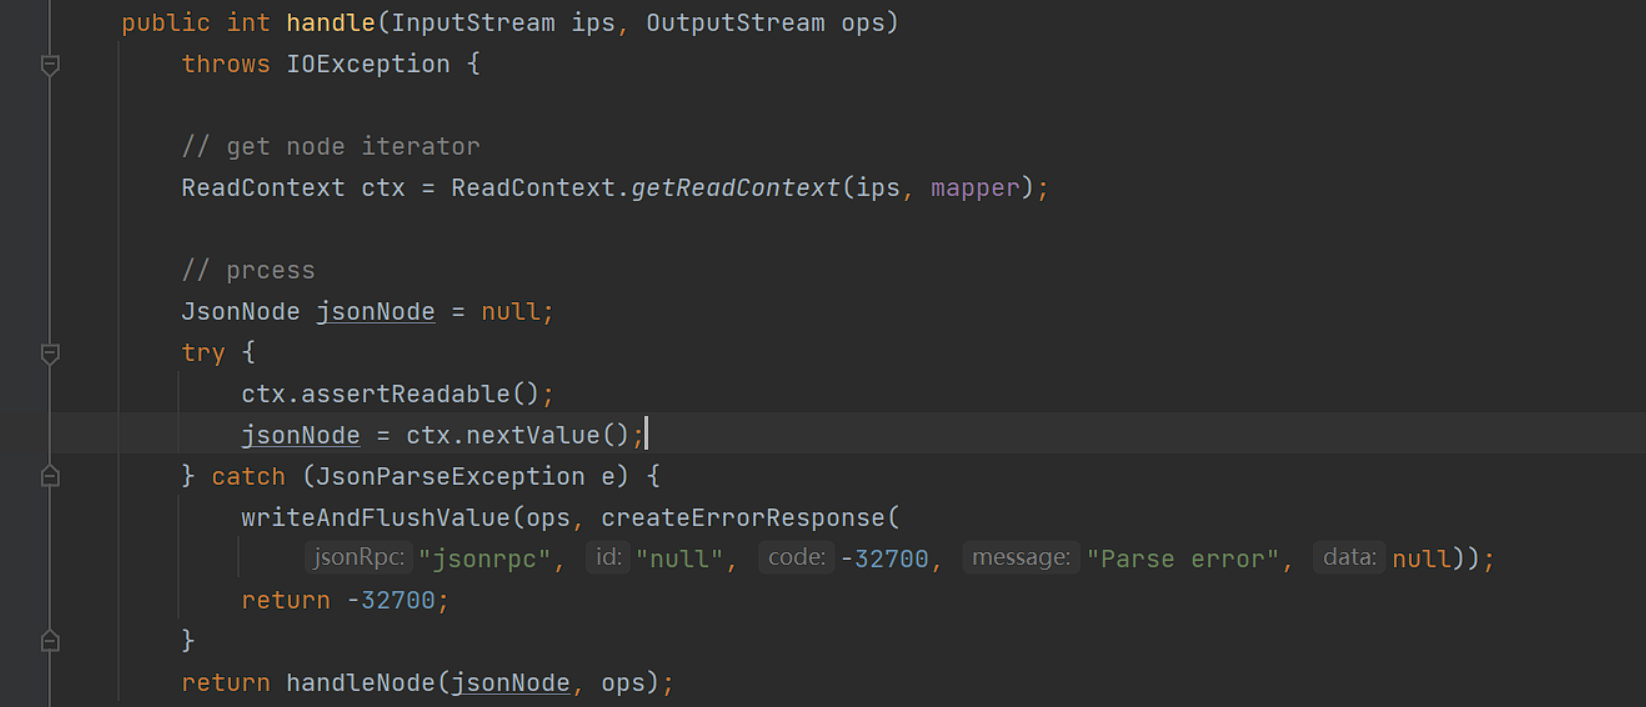 public int handle(InputStream ips, OutputStream ops)
throws IOException {
// get node iterator
ReadContext ctx = ReadContext.getReadContext(ips, mapper);
// prcess
JsonNode jsonNode = null;
try {
ctx.assertReadable();
jsonNode = ctx.nextValue();
} catch (JsonParseException e) {
writeAndFlushValue(ops, createErrorResponse(
jsonRpc: "jsonrpc", id: "null", code: -32700, message: "Parse error", data: null));
return -32700;
}
return handleNode(jsonNode, ops);